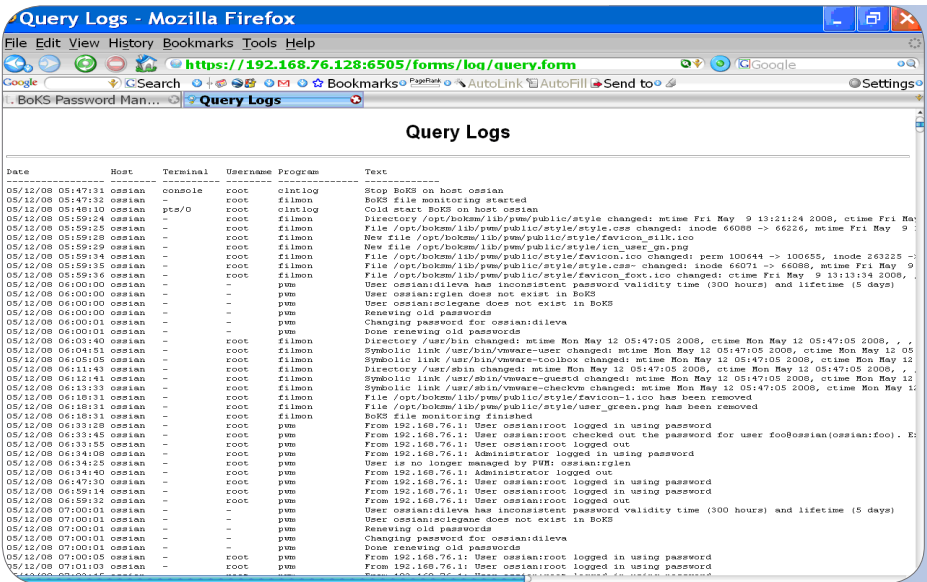 Query Logs - Mozilla Firefox
File Edit View History Bookmarks Tools Help
https://192.168.76.128:6505/forms/log/query.form Google
Google Search Bookmarks PageRank AutoLink AutoFill Send to Settings
BoKS Password Man... Query Logs
Query Logs
Date Host Terminal Username Program Text
05/12/08 05:47:31 ossian console root clntlog Stop BoKS on host ossian
05/12/08 05:47:32 ossian - root filmon BoKS file monitoring started
05/12/08 05:48:10 ossian pts/0 root clntlog Cold start BoKS on host ossian
05/12/08 05:59:24 ossian - root filmon Directory /opt/boksm/lib/pwm/public/style changed: mtime Fri May 9 13:21:24 2008, ctime Fri May
05/12/08 05:59:25 ossian - root filmon File /opt/boksm/lib/pwm/public/style/style.css changed: inode 66088 -> 66226, mtime Fri May 9
05/12/08 05:59:28 ossian - root filmon New file /opt/boksm/lib/pwm/public/style/favicon_silk.ico
05/12/08 05:59:29 ossian - root filmon New file /opt/boksm/lib/pwm/public/style/icn_user_gn.png
05/12/08 05:59:34 ossian - root filmon File /opt/boksm/lib/pwm/public/style/favicon.ico changed: perm 100644 -> 100655, inode 263225 -
05/12/08 05:59:35 ossian - root filmon File /opt/boksm/lib/pwm/public/style/style.css~ changed: inode 66071 -> 66088, mtime Fri May 9
05/12/08 05:59:36 ossian - root filmon File /opt/boksm/lib/pwm/public/style/favicon_foxt.ico changed: ctime Fri May 9 13:13:34 2008, ,
05/12/08 06:00:00 ossian - - pwm User ossian:dileva has inconsistent password validity time (300 hours) and lifetime (5 days)
05/12/08 06:00:00 ossian - - pwm User ossian:rglen does not exist in BoKS
05/12/08 06:00:00 ossian - - pwm User ossian:sclegane does not exist in BoKS
05/12/08 06:00:00 ossian - - pwm Renewing old passwords
05/12/08 06:00:01 ossian - - pwm Changing password for ossian:dileva
05/12/08 06:00:01 ossian - - pwm Done renewing old passwords
05/12/08 06:03:40 ossian - root filmon Directory /usr/bin changed: mtime Mon May 12 05:47:05 2008, ctime Mon May 12 05:47:05 2008, , ,
05/12/08 06:04:51 ossian - root filmon Symbolic link /usr/bin/vmware-user changed: mtime Mon May 12 05:47:05 2008, ctime Mon May 12 05
05/12/08 06:05:05 ossian - root filmon Symbolic link /usr/bin/vmware-toolbox changed: mtime Mon May 12 05:47:05 2008, ctime Mon May 12
05/12/08 06:11:43 ossian - root filmon Directory /usr/sbin changed: mtime Mon May 12 05:47:05 2008, ctime Mon May 12 05:47:05 2008, , ,
05/12/08 06:12:41 ossian - root filmon Symbolic link /usr/sbin/vmware-guestd changed: mtime Mon May 12 05:47:05 2008, ctime Mon May 12
05/12/08 06:13:33 ossian - root filmon Symbolic link /usr/sbin/vmware-checkvm changed: mtime Mon May 12 05:47:05 2008, ctime Mon May 12
05/12/08 06:18:31 ossian - root filmon File /opt/boksm/lib/pwm/public/style/favicon-1.ico has been removed
05/12/08 06:18:31 ossian - root filmon File /opt/boksm/lib/pwm/public/style/user_green.png has been removed
05/12/08 06:18:31 ossian - root filmon BoKS file monitoring finished
05/12/08 06:33:28 ossian - root pwm From 192.168.76.1: User ossian:root logged in using password
05/12/08 06:33:45 ossian - root pwm From 192.168.76.1: User ossian:root checked out the password for user foo@ossian(ossian:foo). E
05/12/08 06:33:55 ossian - root pwm From 192.168.76.1: User ossian:root logged out
05/12/08 06:34:08 ossian - root pwm From 192.168.76.1: Administrator logged in using password
05/12/08 06:34:25 ossian - root pwm User is no longer managed by PWM: ossian:rglen
05/12/08 06:34:40 ossian - root pwm From 192.168.76.1: Administrator logged out
05/12/08 06:47:30 ossian - root pwm From 192.168.76.1: User ossian:root logged in using password
05/12/08 06:59:14 ossian - root pwm From 192.168.76.1: User ossian:root logged in using password
05/12/08 06:59:32 ossian - root pwm From 192.168.76.1: User ossian:root logged out
05/12/08 07:00:01 ossian - - pwm User ossian:dileva has inconsistent password validity time (300 hours) and lifetime (5 days)
05/12/08 07:00:01 ossian - - pwm User ossian:sclegane does not exist in BoKS
05/12/08 07:00:01 ossian - - pwm Renewing old passwords
05/12/08 07:00:01 ossian - - pwm Changing password for ossian:dileva
05/12/08 07:00:01 ossian - - pwm Done renewing old passwords
05/12/08 07:00:05 ossian - root pwm From 192.168.76.1: User ossian:root logged in using password
05/12/08 07:01:03 ossian - root pwm From 192.168.76.1: User ossian:root logged in using password